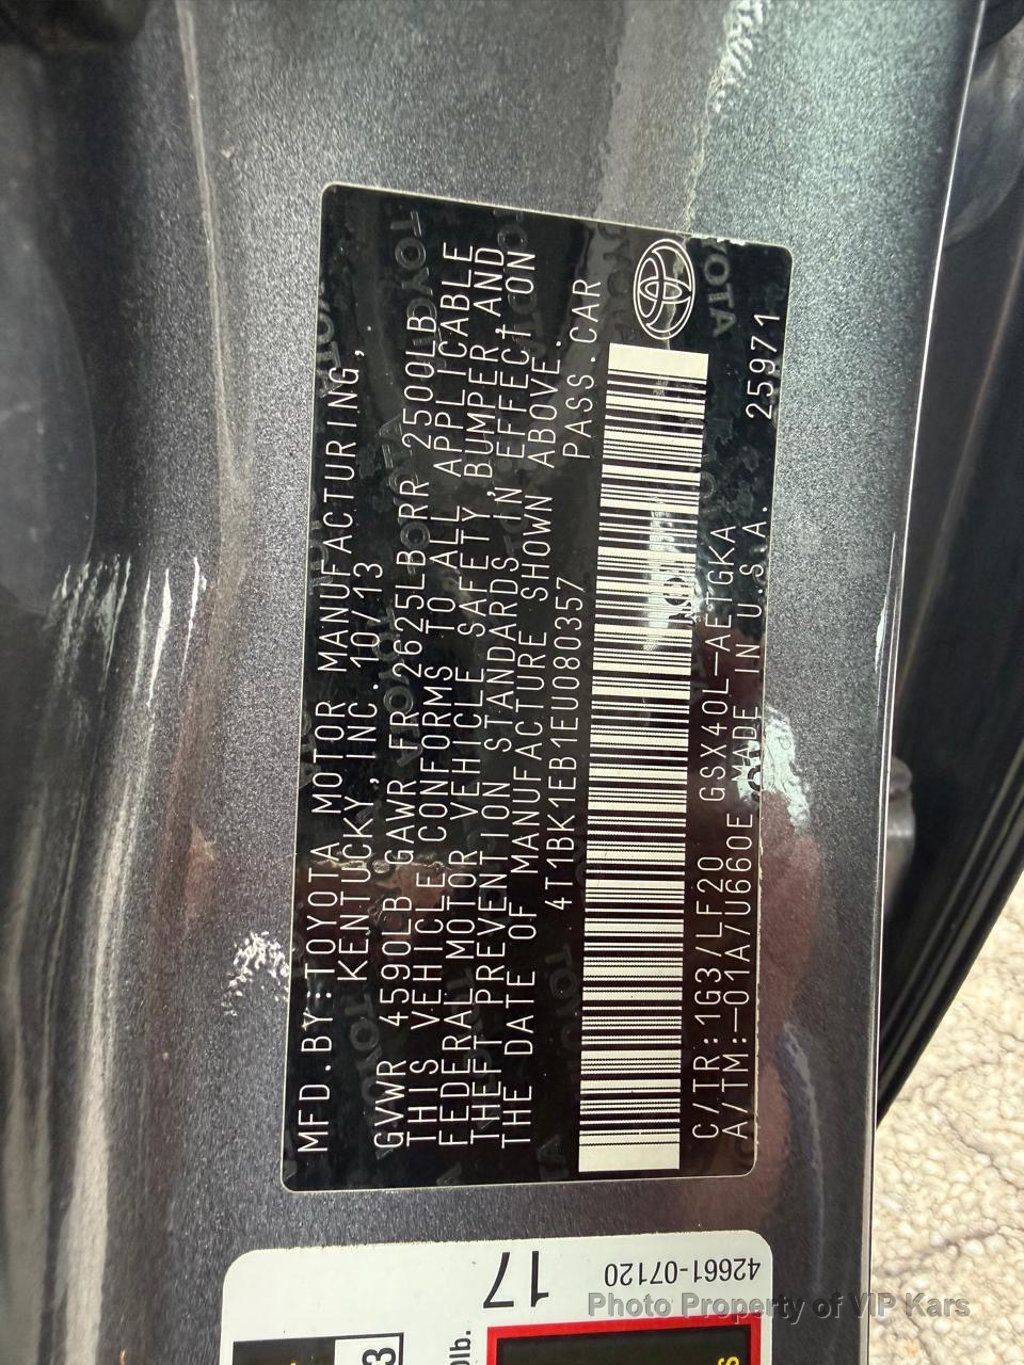 MFD.BY:TOYOTA MOTOR MANUFACTURING,
KENTUCKY,INC.10/13
GVWR 4590LB GAWR FR 2625LB RR 2500LB
THIS VEHICLE CONFORMS TO ALL APPLICABLE
FEDERAL MOTOR VEHICLE SAFETY,BUMPER,AND
THEFT PREVENTION STANDARDS IN EFFECT ON
THE DATE OF MANUFACTURE SHOWN ABOVE.
4T1BK1EB1EU080357 PASS.CAR
C/TR:1G3/LF20 GSX40L-AETGKA
A/TM:-01A/U660E MADE IN U.S.A. 25971
TOYOTA
17
42661-07120
3
0lb.
Photo Property of VIP Kars